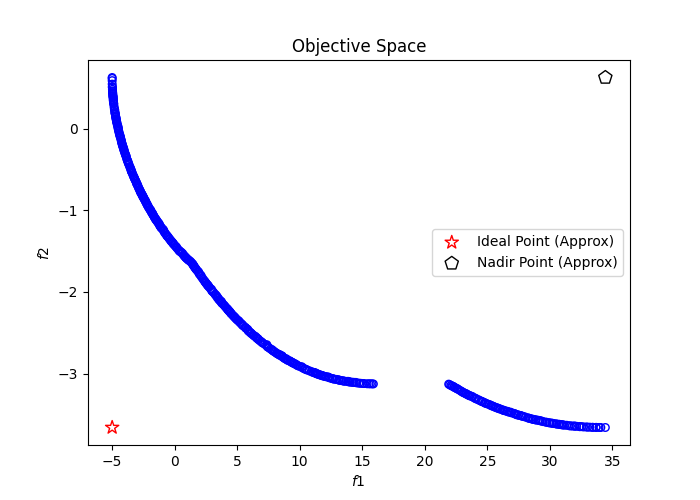 Objective Space
0
−1
−2
−3
f2
Ideal Point (Approx)
Nadir Point (Approx)
−5 0 5 10 15 20 25 30 35
f1